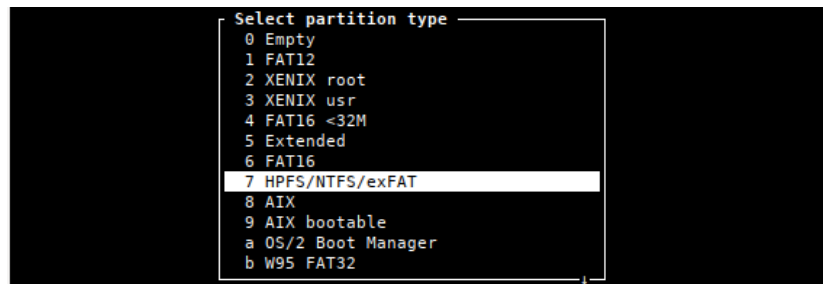 Select partition type
0 Empty
1 FAT12
2 XENIX root
3 XENIX usr
4 FAT16 <32M
5 Extended
6 FAT16
7 HPFS/NTFS/exFAT
8 AIX
9 AIX bootable
a OS/2 Boot Manager
b W95 FAT32
↓